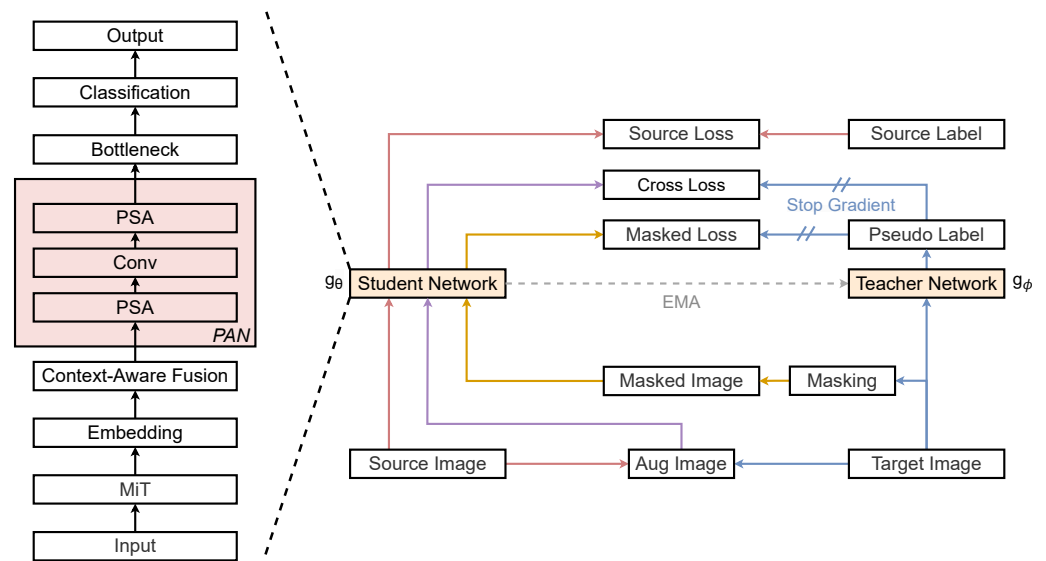 Output
Classification
Bottleneck
PSA
Conv
PSA
PAN
Context-Aware Fusion
Embedding
MiT
Input
Source Loss
Source Label
Cross Loss
Stop Gradient
Masked Loss
Pseudo Label
gθ
Student Network
Teacher Network
gϕ
EMA
Masked Image
Masking
Source Image
Aug Image
Target Image